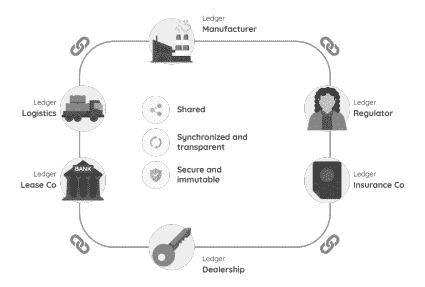 Ledger
Manufacturer
Ledger
Logistics
Shared
Ledger
Regulator
Synchronized and
transparent
BANK
Ledger
Lease Co
Secure and
immutable
Ledger
Insurance Co
Ledger
Dealership